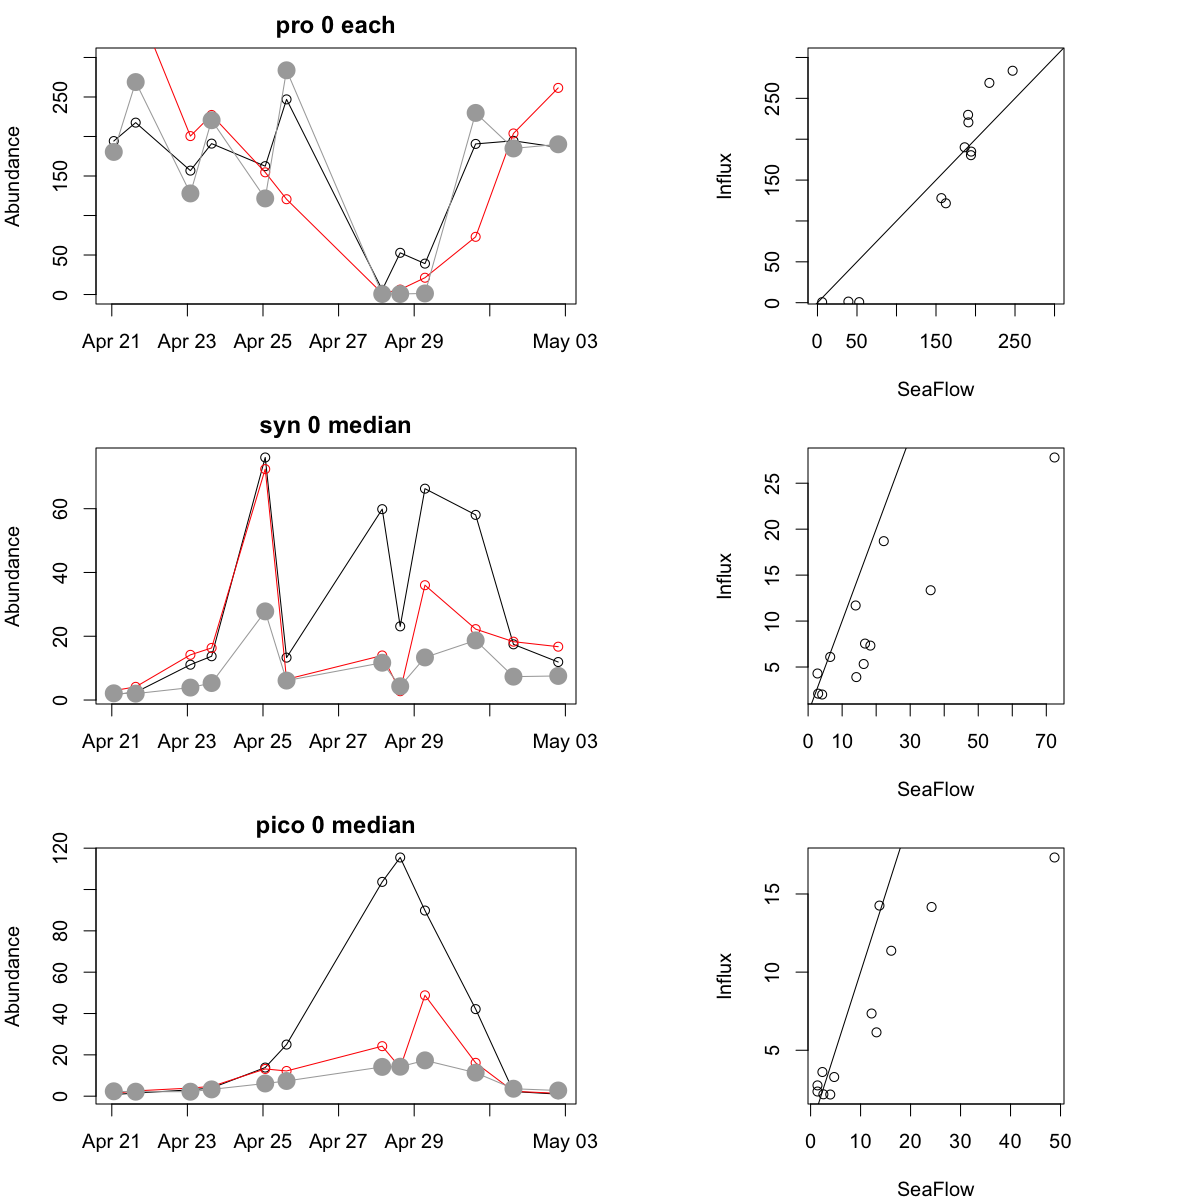 pro 0 each
Abundance
0
50
150
250
Apr 21
Apr 23
Apr 25
Apr 27
Apr 29
May 03
Influx
0
50
150
250
0
50
150
250
SeaFlow
syn 0 median
Abundance
0
20
40
60
Apr 21
Apr 23
Apr 25
Apr 27
Apr 29
May 03
Influx
5
10
15
20
25
0
10
30
50
70
SeaFlow
pico 0 median
Abundance
0
20
40
60
80
120
Apr 21
Apr 23
Apr 25
Apr 27
Apr 29
May 03
Influx
5
10
15
0
10
20
30
40
50
SeaFlow